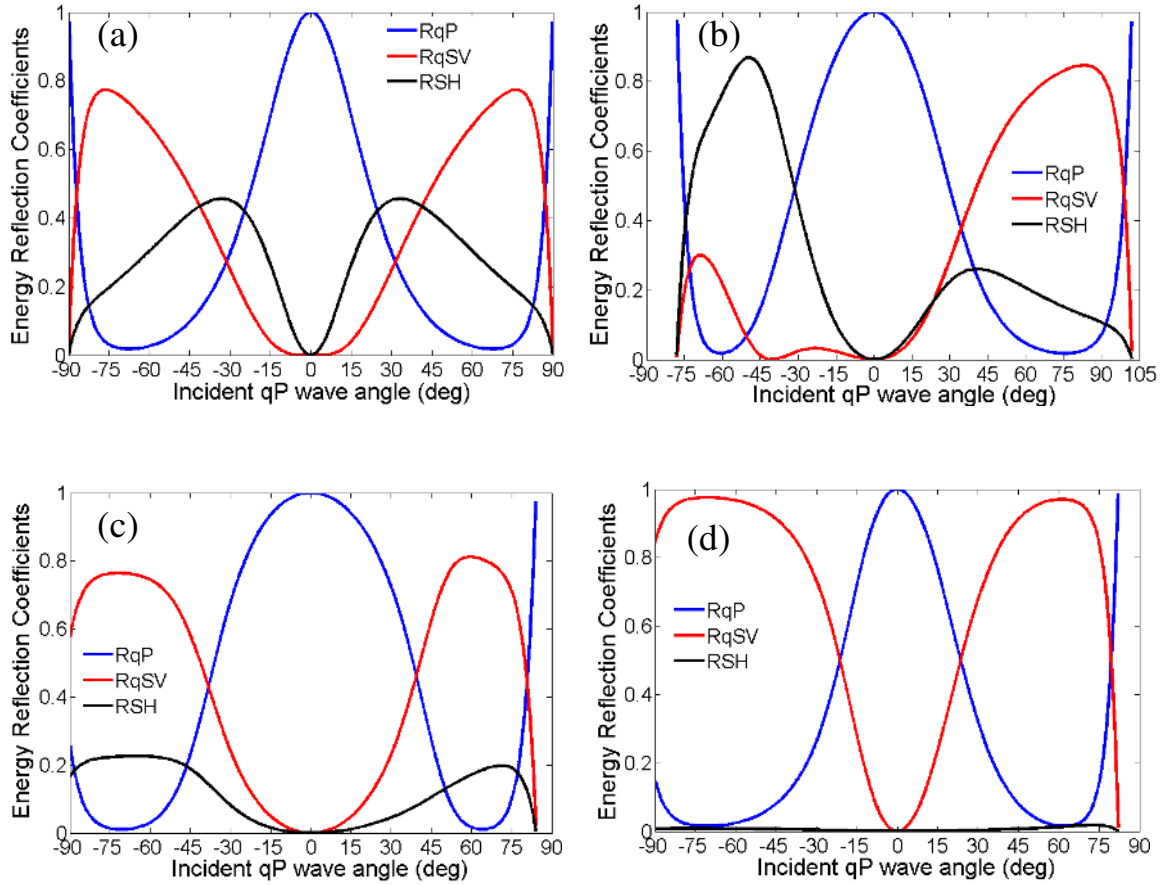 (a)
RqP
RqSV
RSH
Energy Reflection Coefficients
1
0.8
0.6
0.4
0.2
0
-90 -75 -60 -45 -30 -15 0 15 30 45 60 75 90
Incident qP wave angle (deg)
(b)
RqP
RqSV
RSH
Energy Reflection Coefficients
1
0.8
0.6
0.4
0.2
0
-90 -75 -60 -45 -30 -15 0 15 30 45 60 75 90 105
Incident qP wave angle (deg)
(c)
RqP
RqSV
RSH
Energy Reflection Coefficients
1
0.8
0.6
0.4
0.2
0
-90 -75 -60 -45 -30 -15 0 15 30 45 60 75 90
Incident qP wave angle (deg)
(d)
RqP
RqSV
RSH
Energy Reflection Coefficients
1
0.8
0.6
0.4
0.2
0
-90 -75 -60 -45 -30 -15 0 15 30 45 60 75 90
Incident qP wave angle (deg)